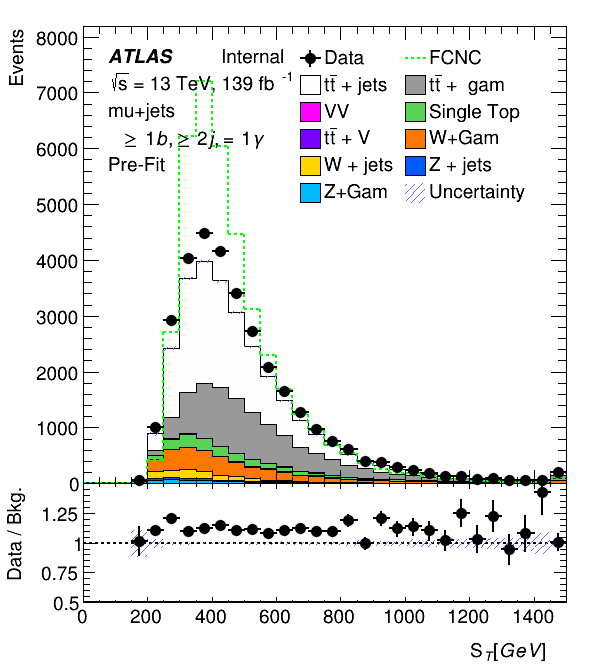 ATLAS Internal
√s = 13 TeV, 139 fb -1
mu+jets
≥ 1b, ≥ 2j, = 1γ
Pre-Fit
Data
FCNC
tt̄ + jets
tt̄ + gam
VV
Single Top
tt̄ + V
W+Gam
W + jets
Z + jets
Z+Gam
Uncertainty
Events
8000
7000
6000
5000
4000
3000
2000
1000
0
Data / Bkg.
1.25
1
0.75
0.5
0 200 400 600 800 1000 1200 1400
S_T[GeV]